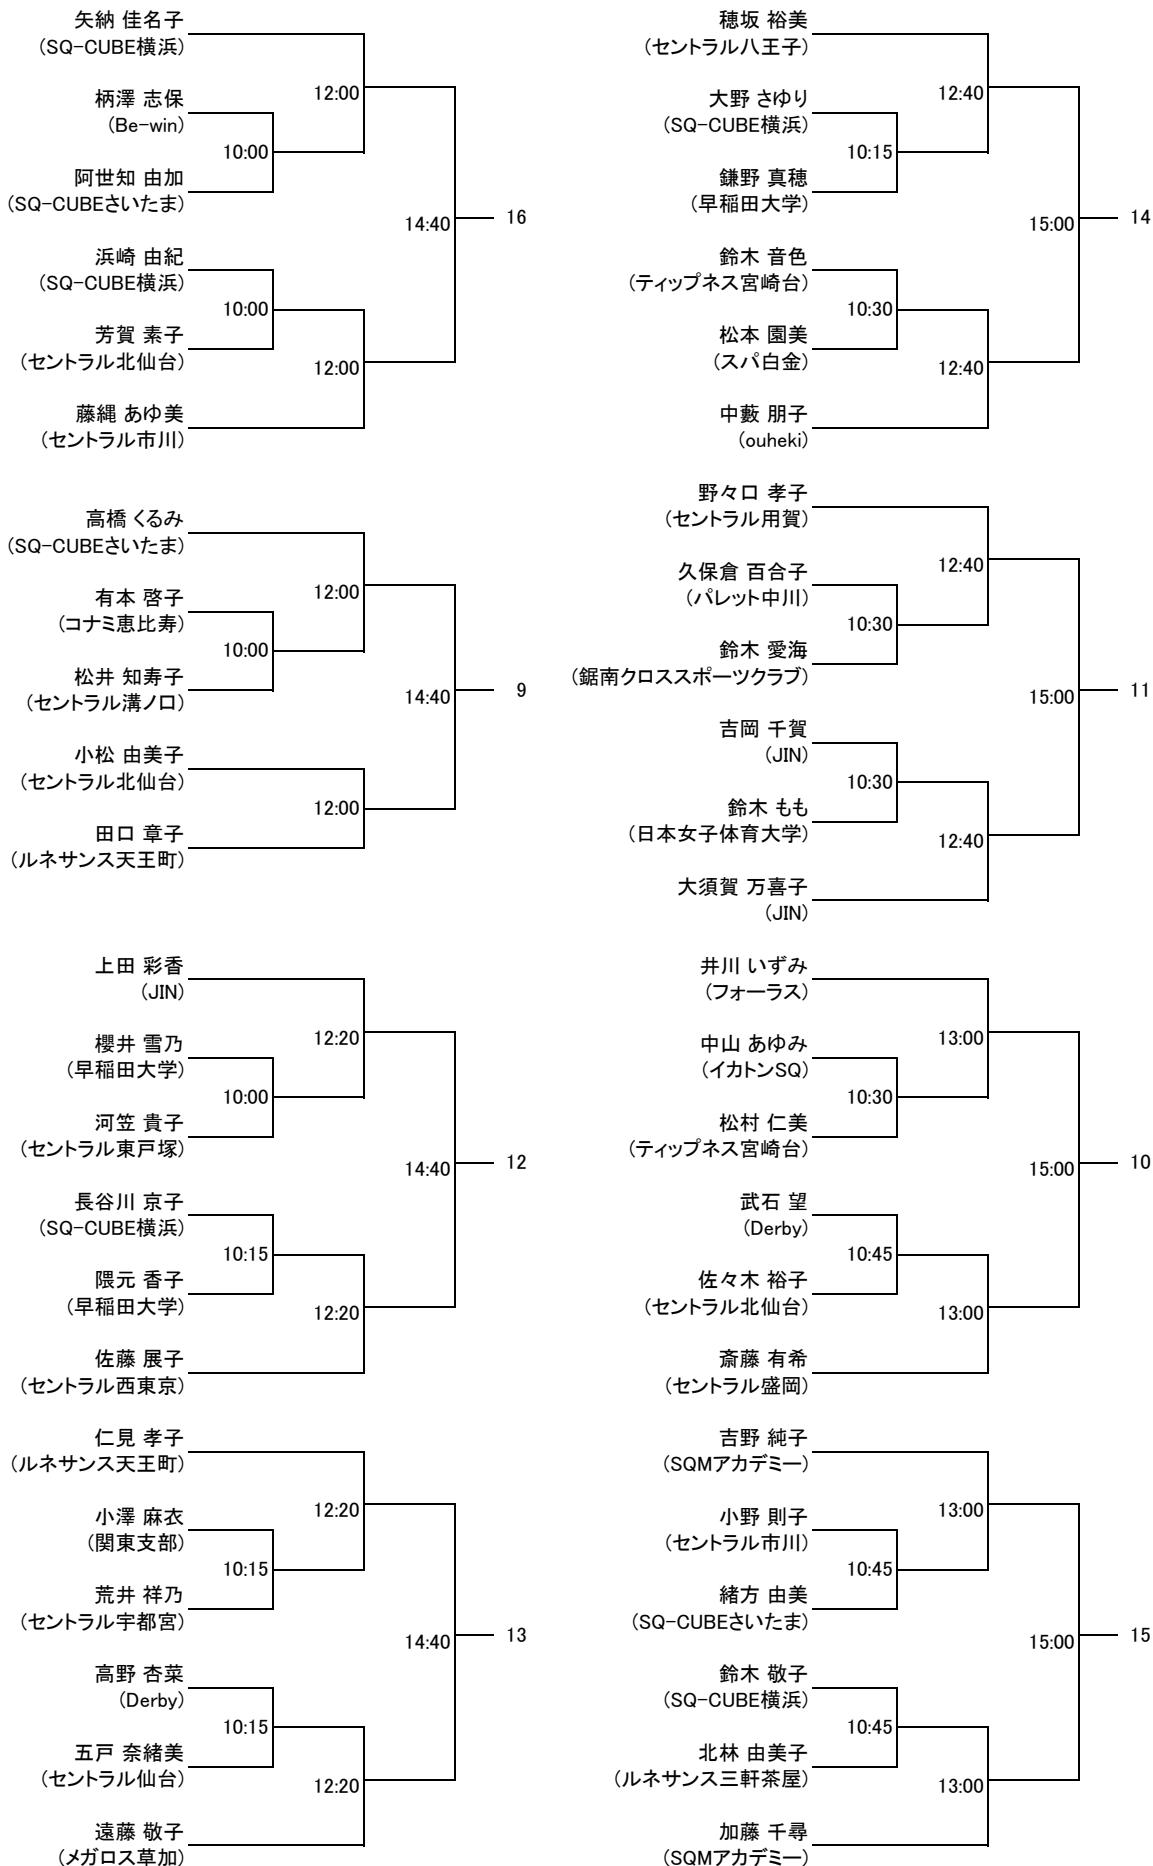 矢納 佳名子
(SQ-CUBE横浜)
12:00
柄澤 志保
(Be-win)
10:00
阿世知 由加
(SQ-CUBEさいたま)
14:40
16
浜崎 由紀
(SQ-CUBE横浜)
10:00
芳賀 素子
(セントラル北仙台)
12:00
藤縄 あゆ美
(セントラル市川)
高橋 くるみ
(SQ-CUBEさいたま)
12:00
有本 啓子
(コナミ恵比寿)
10:00
松井 知寿子
(セントラル溝ノ口)
14:40
9
小松 由美子
(セントラル北仙台)
12:00
田口 章子
(ルネサンス天王町)
上田 彩香
(JIN)
12:20
櫻井 雪乃
(早稲田大学)
10:00
河笠 貴子
(セントラル東戸塚)
14:40
12
長谷川 京子
(SQ-CUBE横浜)
10:15
隈元 香子
(早稲田大学)
12:20
佐藤 展子
(セントラル西東京)
仁見 孝子
(ルネサンス天王町)
12:20
小澤 麻衣
(関東支部)
10:15
荒井 祥乃
(セントラル宇都宮)
14:40
13
高野 杏菜
(Derby)
10:15
五戸 奈緒美
(セントラル仙台)
12:20
遠藤 敬子
(メガロス草加)
穂坂 裕美
(セントラル八王子)
12:40
大野 さゆり
(SQ-CUBE横浜)
10:15
鎌野 真穂
(早稲田大学)
15:00
14
鈴木 音色
(ティップネス宮崎台)
10:30
松本 園美
(スパ白金)
12:40
中藪 朋子
(ouheki)
野々口 孝子
(セントラル用賀)
12:40
久保倉 百合子
(パレット中川)
10:30
鈴木 愛海
(鋸南クロススポーツクラブ)
15:00
11
吉岡 千賀
(JIN)
10:30
鈴木 もも
(日本女子体育大学)
12:40
大須賀 万喜子
(JIN)
井川 いずみ
(フォーラス)
13:00
中山 あゆみ
(イカトンSQ)
10:30
松村 仁美
(ティップネス宮崎台)
15:00
10
武石 望
(Derby)
10:45
佐々木 裕子
(セントラル北仙台)
13:00
斎藤 有希
(セントラル盛岡)
吉野 純子
(SQMアカデミー)
13:00
小野 則子
(セントラル市川)
10:45
緒方 由美
(SQ-CUBEさいたま)
15:00
15
鈴木 敬子
(SQ-CUBE横浜)
10:45
北林 由美子
(ルネサンス三軒茶屋)
13:00
加藤 千尋
(SQMアカデミー)